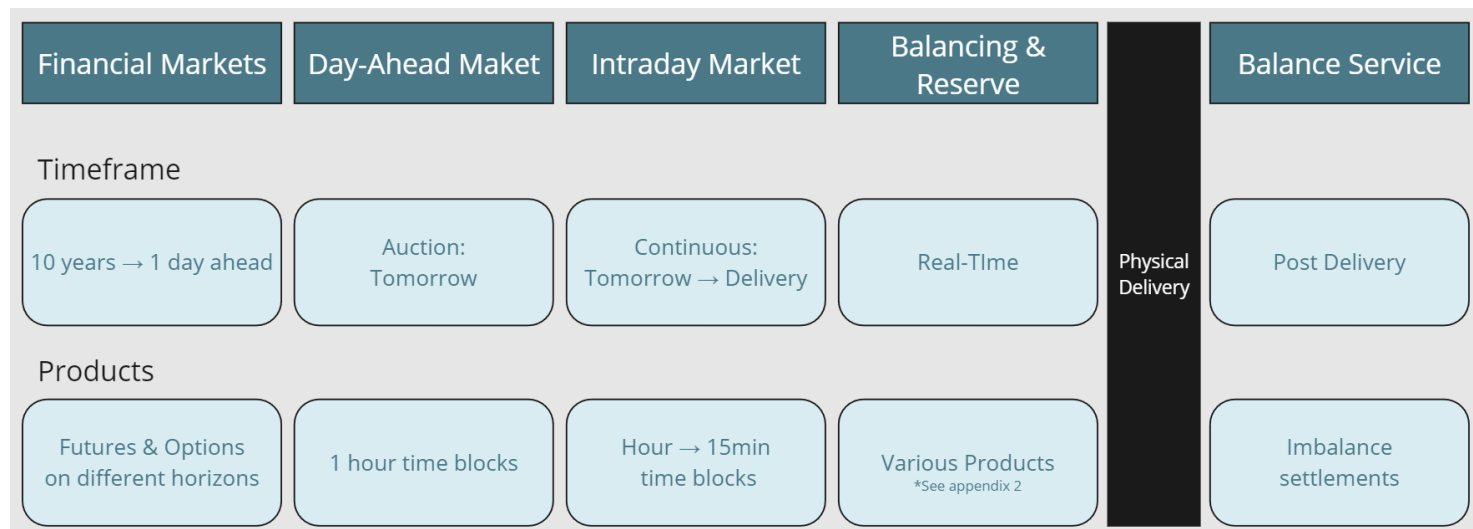 Financial Markets
Day-Ahead Maket
Intraday Market
Balancing &
Reserve
Balance Service
Timeframe
10 years → 1 day ahead
Auction:
Tomorrow
Continuous:
Tomorrow → Delivery
Real-TIme
Physical
Delivery
Post Delivery
Products
Futures & Options
on different horizons
1 hour time blocks
Hour → 15min
time blocks
Various Products
*See appendix 2
Imbalance
settlements